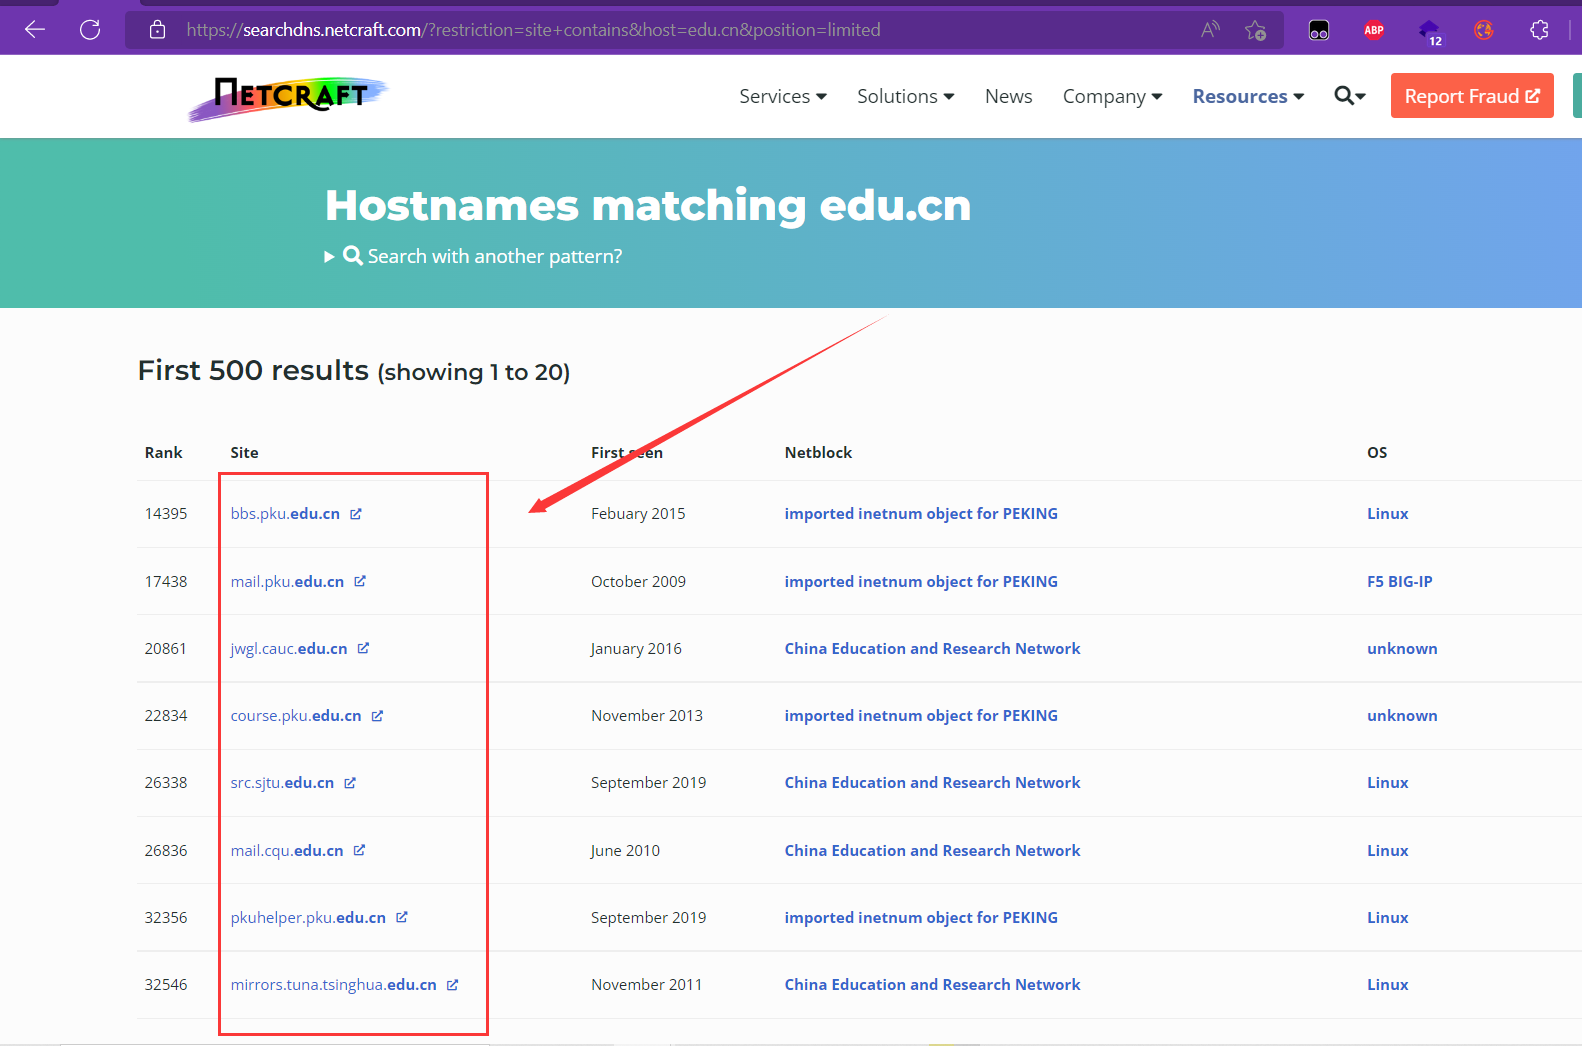 https://searchdns.netcraft.com/?restriction=site+contains&host=edu.cn&position=limited
ABP
12
NETCRAFT
Services Solutions News Company Resources Report Fraud
Hostnames matching edu.cn
Search with another pattern?
First 500 results (showing 1 to 20)
Rank Site First seen Netblock OS
14395 bbs.pku.edu.cn Febuary 2015 imported inetnum object for PEKING Linux
17438 mail.pku.edu.cn October 2009 imported inetnum object for PEKING F5 BIG-IP
20861 jwgl.cauc.edu.cn January 2016 China Education and Research Network unknown
22834 course.pku.edu.cn November 2013 imported inetnum object for PEKING unknown
26338 src.sjtu.edu.cn September 2019 China Education and Research Network Linux
26836 mail.cqu.edu.cn June 2010 China Education and Research Network Linux
32356 pkuhelper.pku.edu.cn September 2019 imported inetnum object for PEKING Linux
32546 mirrors.tuna.tsinghua.edu.cn November 2011 China Education and Research Network Linux